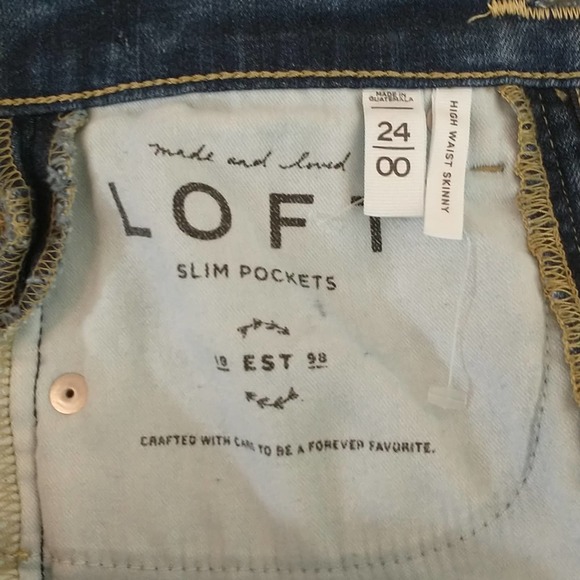 MADE IN
GUATEMALA
24
00
HIGH WAIST SKINNY
made and loved
LOFT
SLIM POCKETS
19 EST 98
CRAFTED WITH CARE TO BE A FOREVER FAVORITE.